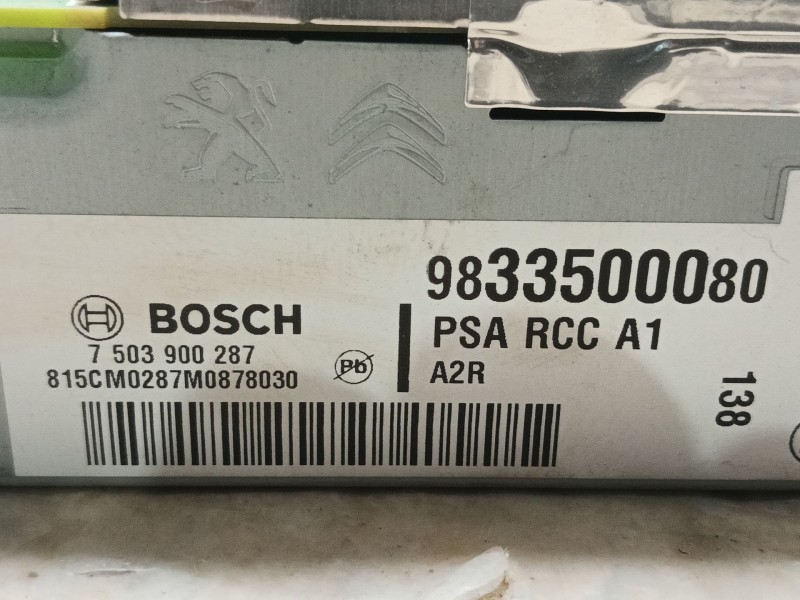 9833500080
BOSCH
PSA RCC A1
7 503 900 287
Pb
A2R
815CM0287M0878030
138